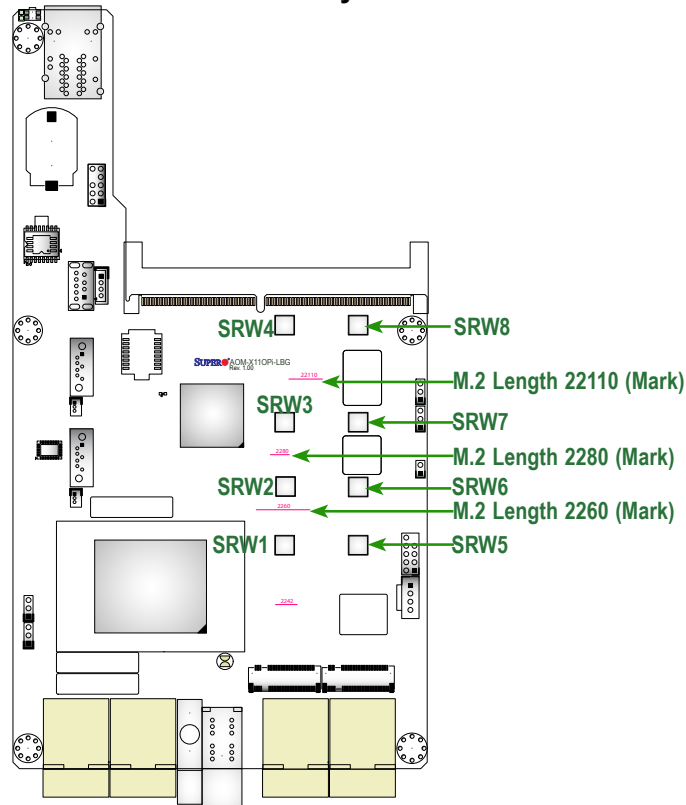 SRW4
SRW8
SUPER AOM-X11OPi-LBG
Rev. 1.00
22110
M.2 Length 22110 (Mark)
SRW3
SRW7
2280
M.2 Length 2280 (Mark)
SRW2
SRW6
2260
M.2 Length 2260 (Mark)
SRW1
SRW5
2242